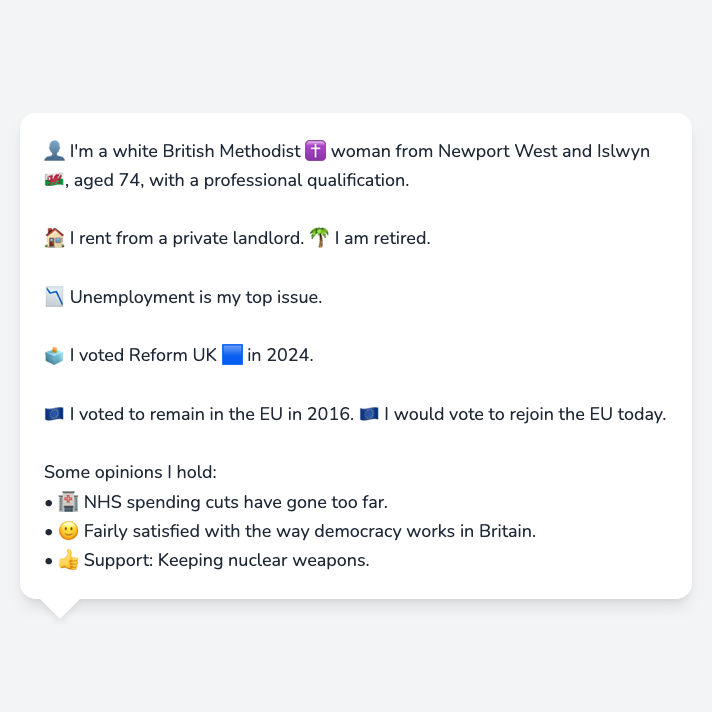 👤 I'm a white British Methodist ✝️ woman from Newport West and Islwyn
🏴󠁧󠁢󠁷󠁬󠁳󠁿, aged 74, with a professional qualification.
🏠 I rent from a private landlord. 🌴 I am retired.
📉 Unemployment is my top issue.
🗳️ I voted Reform UK 🟦 in 2024.
🇪🇺 I voted to remain in the EU in 2016. 🇪🇺 I would vote to rejoin the EU today.
Some opinions I hold:
• 🏥 NHS spending cuts have gone too far.
• 🙂 Fairly satisfied with the way democracy works in Britain.
• 👍 Support: Keeping nuclear weapons.